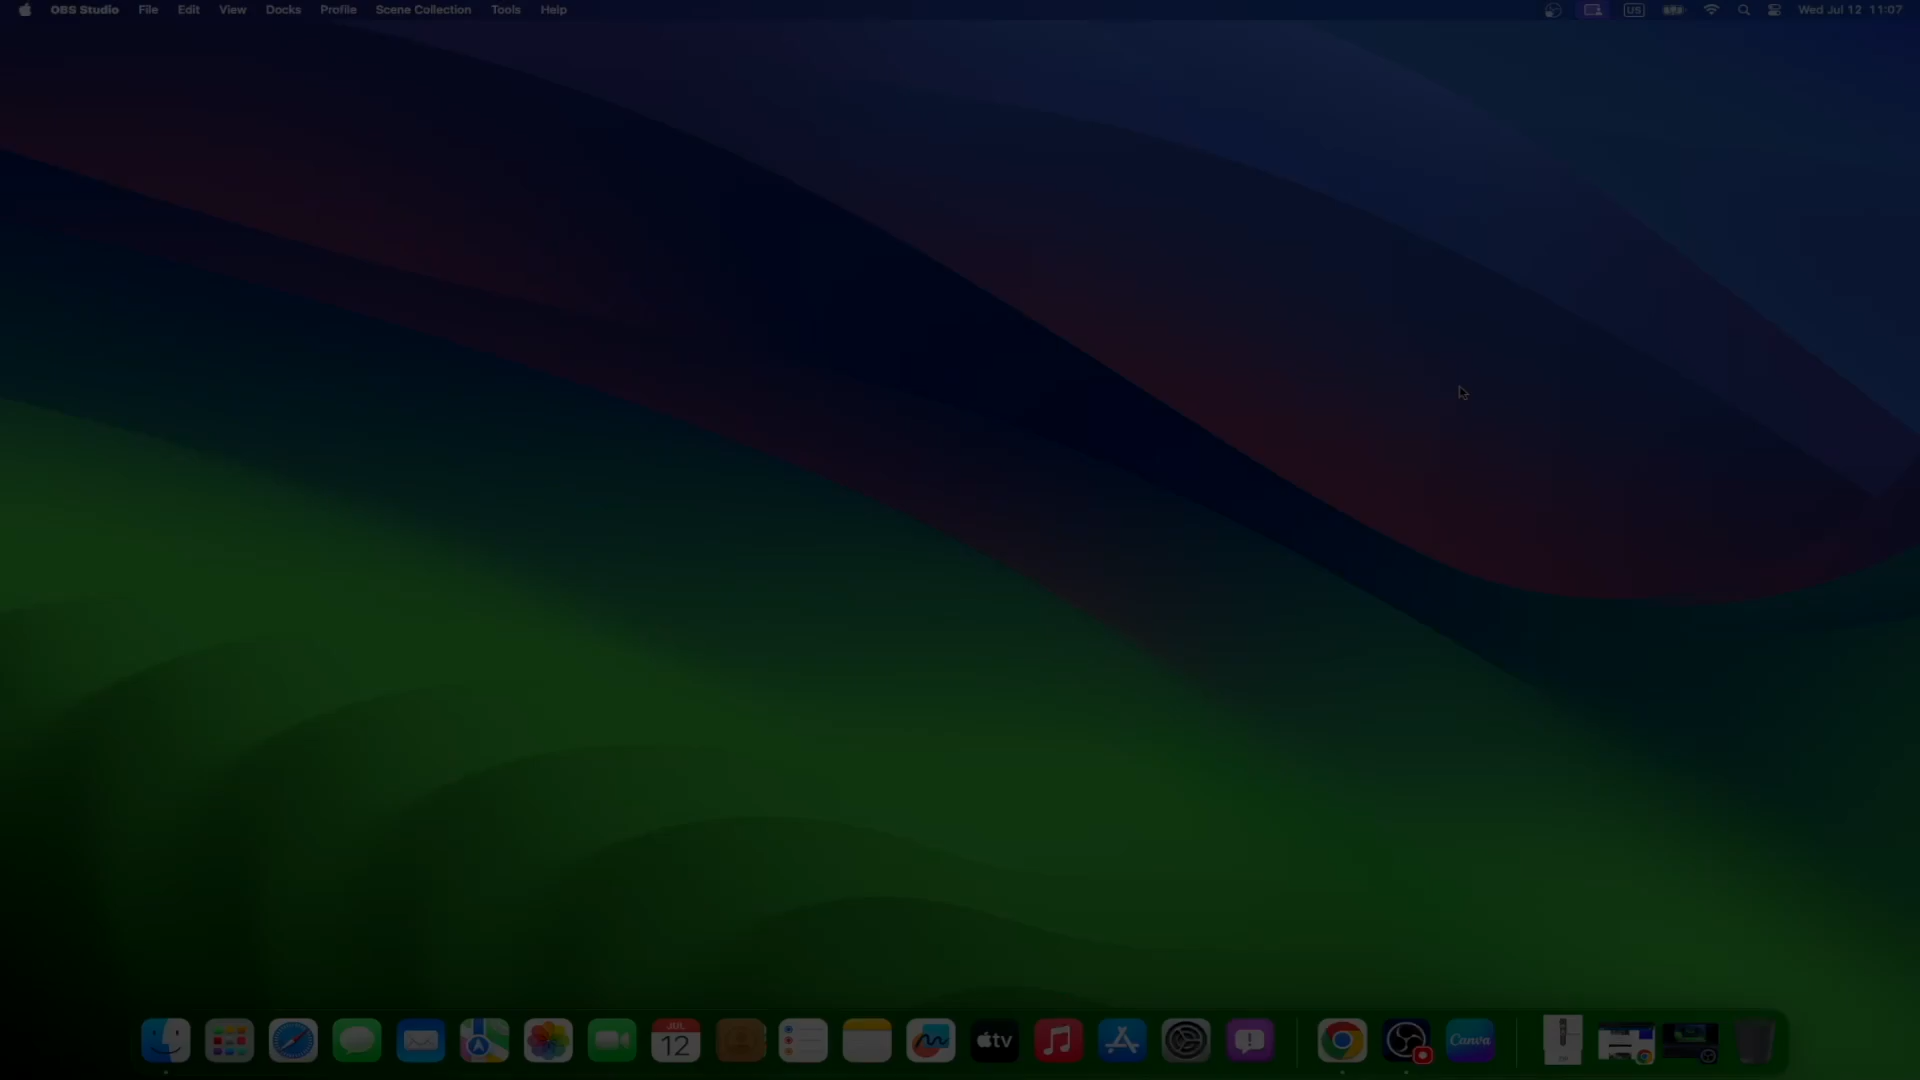 OBS Studio File Edit View Docks Profile Scene Collection Tools Help US Wed Jul 12 11:07
JUL
12
tv
Canva